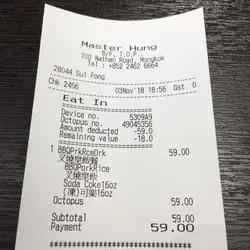 Master Hung
B/F, T.O.P.,
700 Nathan Road, Mongkok
Tel : +852 2462 6664
28044 Sui Fong
Chk 2456 03Nov'18 18:56 Gst 0
Eat In
Device no. 5309A9
Octopus no. 49045356
Amount deducted -59.0
Remaining value -18.0
1 BBQPrkRceDrk 59.00
叉燒皇飯餐
BBQPorkRice
叉燒皇飯
Soda Coke16oz
(凍)可樂16oz
Octopus 59.00
Subtotal 59.00
Payment 59.00